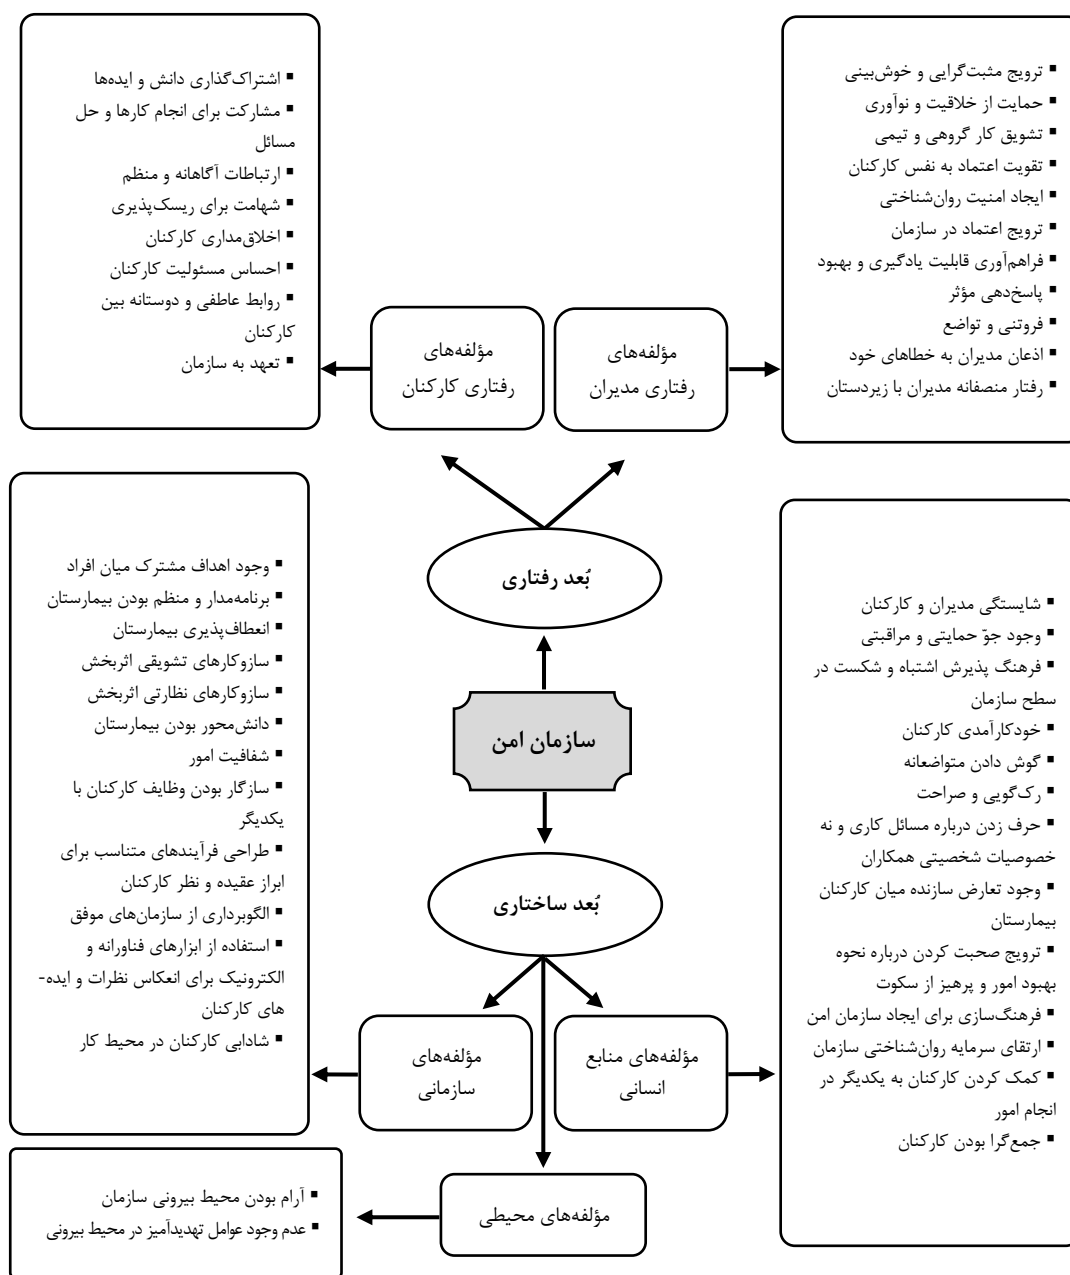 ▪ ترویج مثبت‌گرایی و خوش‌بینی
▪ حمایت از خلاقیت و نوآوری
▪ تشویق کار گروهی و تیمی
▪ تقویت اعتماد به نفس کارکنان
▪ ایجاد امنیت روان‌شناختی
▪ ترویج اعتماد در سازمان
▪ فراهم‌آوری قابلیت یادگیری و بهبود
▪ پاسخ‌دهی مؤثر
▪ فروتنی و تواضع
▪ اذعان مدیران به خطاهای خود
▪ رفتار منصفانه مدیران با زیردستان
▪ اشتراک‌گذاری دانش و ایده‌ها
▪ مشارکت برای انجام کارها و حل
مسائل
▪ ارتباطات آگاهانه و منظم
▪ شهامت برای ریسک‌پذیری
▪ اخلاق‌مداری کارکنان
▪ احساس مسئولیت کارکنان
▪ روابط عاطفی و دوستانه بین
کارکنان
▪ تعهد به سازمان
مؤلفه‌های
رفتاری مدیران
مؤلفه‌های
رفتاری کارکنان
بُعد رفتاری
سازمان امن
بُعد ساختاری
▪ شایستگی مدیران و کارکنان
▪ وجود جوّ حمایتی و مراقبتی
▪ فرهنگ پذیرش اشتباه و شکست در
سطح سازمان
▪ خودکارآمدی کارکنان
▪ گوش دادن متواضعانه
▪ رک‌گویی و صراحت
▪ حرف زدن درباره مسائل کاری و نه
خصوصیات شخصیتی همکاران
▪ وجود تعارض سازنده میان کارکنان
بیمارستان
▪ ترویج صحبت کردن درباره نحوه
بهبود امور و پرهیز از سکوت
▪ فرهنگ‌سازی برای ایجاد سازمان امن
▪ ارتقای سرمایه روان‌شناختی سازمان
▪ کمک کردن کارکنان به یکدیگر در
انجام امور
▪ جمع‌گرا بودن کارکنان
▪ وجود اهداف مشترک میان افراد
▪ برنامه‌مدار و منظم بودن بیمارستان
▪ انعطاف‌پذیری بیمارستان
▪ سازوکارهای تشویقی اثربخش
▪ سازوکارهای نظارتی اثربخش
▪ دانش‌محور بودن بیمارستان
▪ شفافیت امور
▪ سازگار بودن وظایف کارکنان با
یکدیگر
▪ طراحی فرآیندهای متناسب برای
ابراز عقیده و نظر کارکنان
▪ الگوبرداری از سازمان‌های موفق
▪ استفاده از ابزارهای فناورانه و
الکترونیک برای انعکاس نظرات و ایده-
های کارکنان
▪ شادابی کارکنان در محیط کار
مؤلفه‌های منابع
انسانی
مؤلفه‌های
سازمانی
مؤلفه‌های محیطی
▪ آرام بودن محیط بیرونی سازمان
▪ عدم وجود عوامل تهدیدآمیز در محیط بیرونی